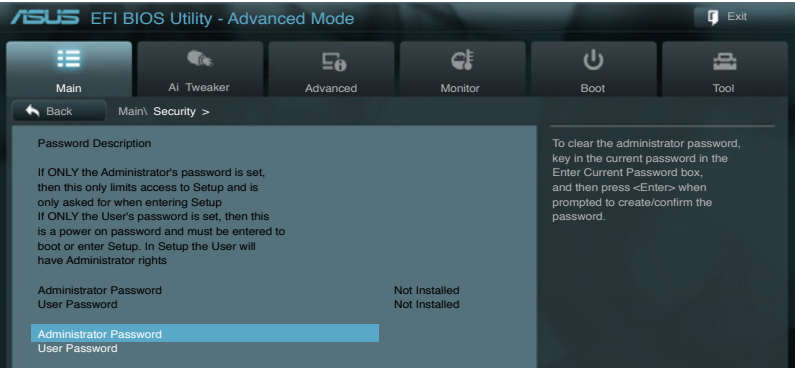 ASUS EFI BIOS Utility - Advanced Mode
Exit
Main
Ai Tweaker
Advanced
Monitor
Boot
Tool
Back
Main\ Security >
Password Description
If ONLY the Administrator's password is set,
then this only limits access to Setup and is
only asked for when entering Setup
If ONLY the User's password is set, then this
is a power on password and must be entered to
boot or enter Setup. In Setup the User will
have Administrator rights
Administrator Password Not Installed
User Password Not Installed
Administrator Password
User Password
To clear the administrator password,
key in the current password in the
Enter Current Password box,
and then press <Enter> when
prompted to create/confirm the
password.